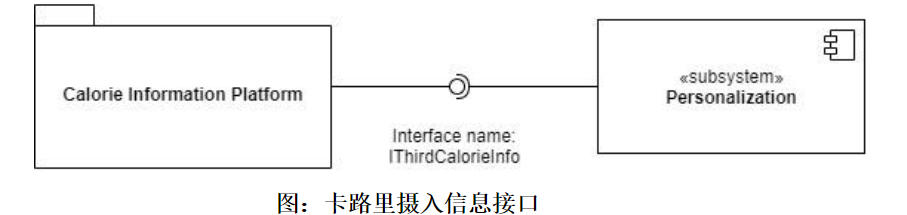 Calorie Information Platform
«subsystem»
Personalization
Interface name:
IThirdCalorieInfo
图：卡路里摄入信息接口